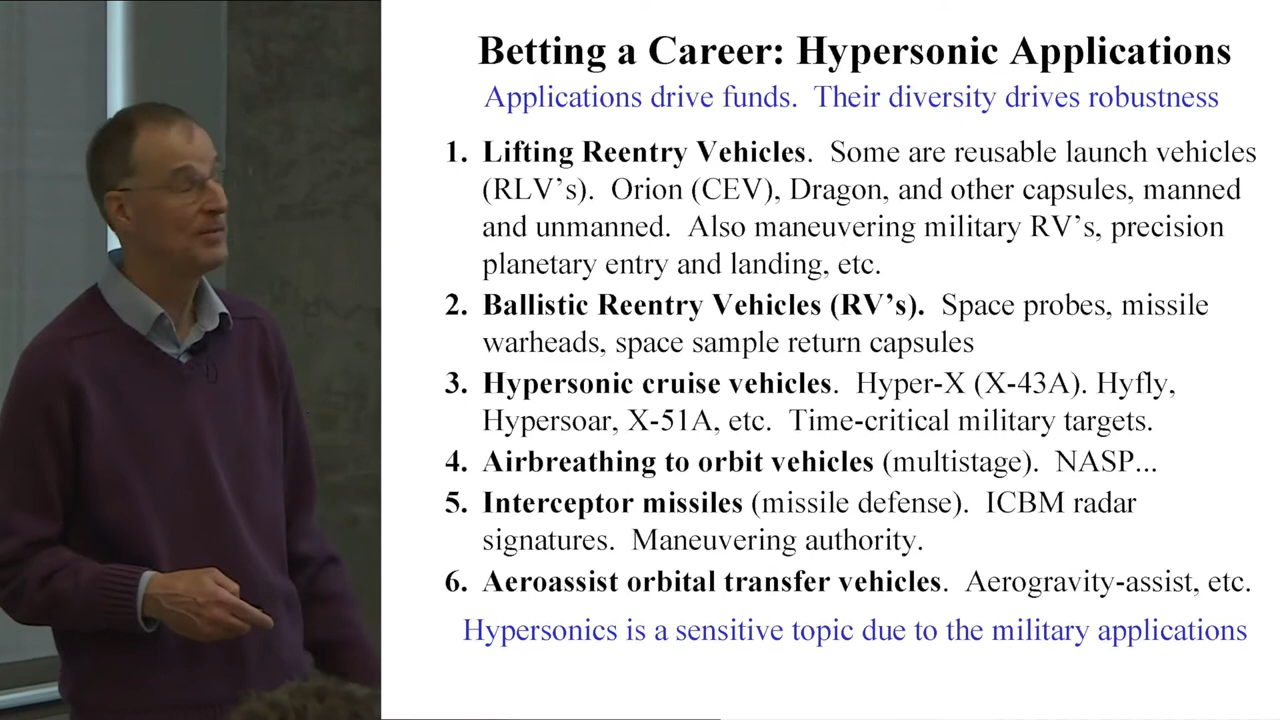 Betting a Career: Hypersonic Applications
Applications drive funds.  Their diversity drives robustness
1. Lifting Reentry Vehicles.  Some are reusable launch vehicles
(RLV's).  Orion (CEV), Dragon, and other capsules, manned
and unmanned.  Also maneuvering military RV's, precision
planetary entry and landing, etc.
2. Ballistic Reentry Vehicles (RV's).  Space probes, missile
warheads, space sample return capsules
3. Hypersonic cruise vehicles.  Hyper-X (X-43A). Hyfly,
Hypersoar, X-51A, etc.  Time-critical military targets.
4. Airbreathing to orbit vehicles (multistage).  NASP...
5. Interceptor missiles (missile defense).  ICBM radar
signatures.  Maneuvering authority.
6. Aeroassist orbital transfer vehicles.  Aerogravity-assist, etc.
Hypersonics is a sensitive topic due to the military applications